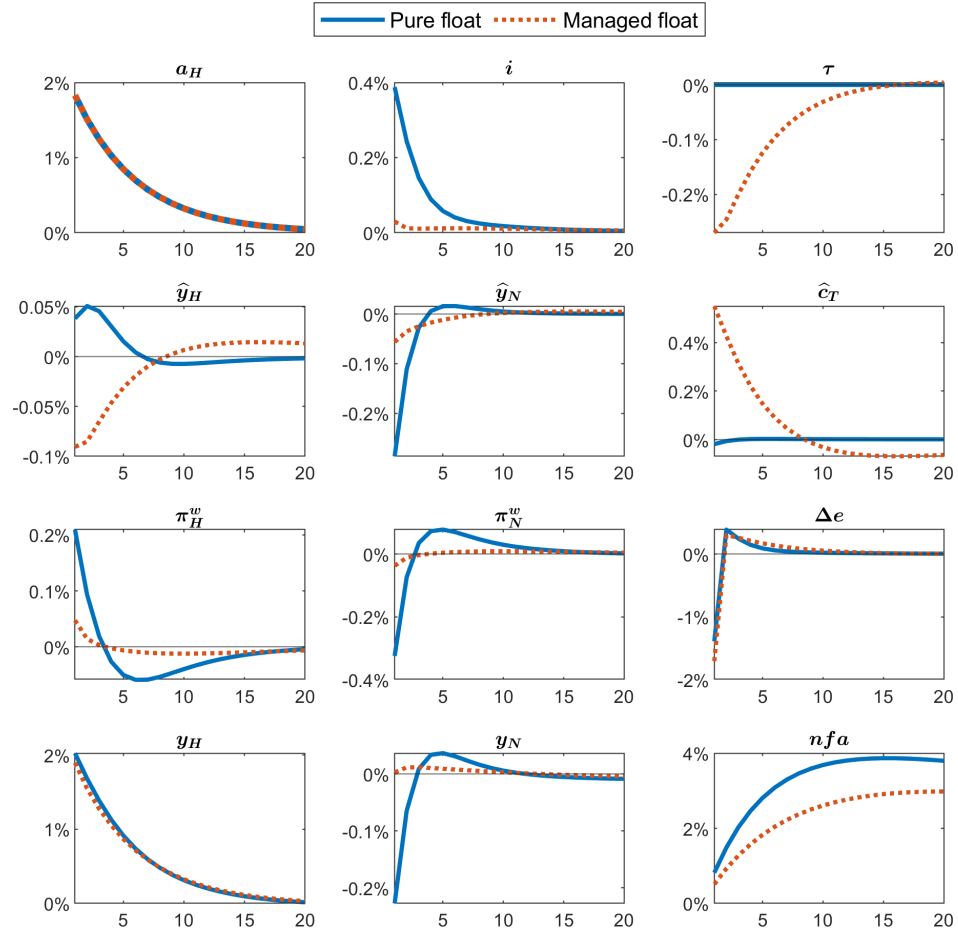 Pure float Managed float
a_H i τ
2% 0.4% 0%
1% 0.2% -0.1%
0% 0% -0.2%
5 10 15 20 5 10 15 20 5 10 15 20
ŷ_H ŷ_N ĉ_T
0.05% 0% 0.4%
0% -0.1% 0.2%
-0.05% -0.2% 0%
-0.1%
5 10 15 20 5 10 15 20 5 10 15 20
π^w_H π^w_N Δe
0.2% 0% 0%
0.1% -0.2% -1%
0% -0.4% -2%
5 10 15 20 5 10 15 20 5 10 15 20
y_H y_N nfa
2% 0% 4%
1% -0.1% 2%
0% -0.2% 0%
5 10 15 20 5 10 15 20 5 10 15 20